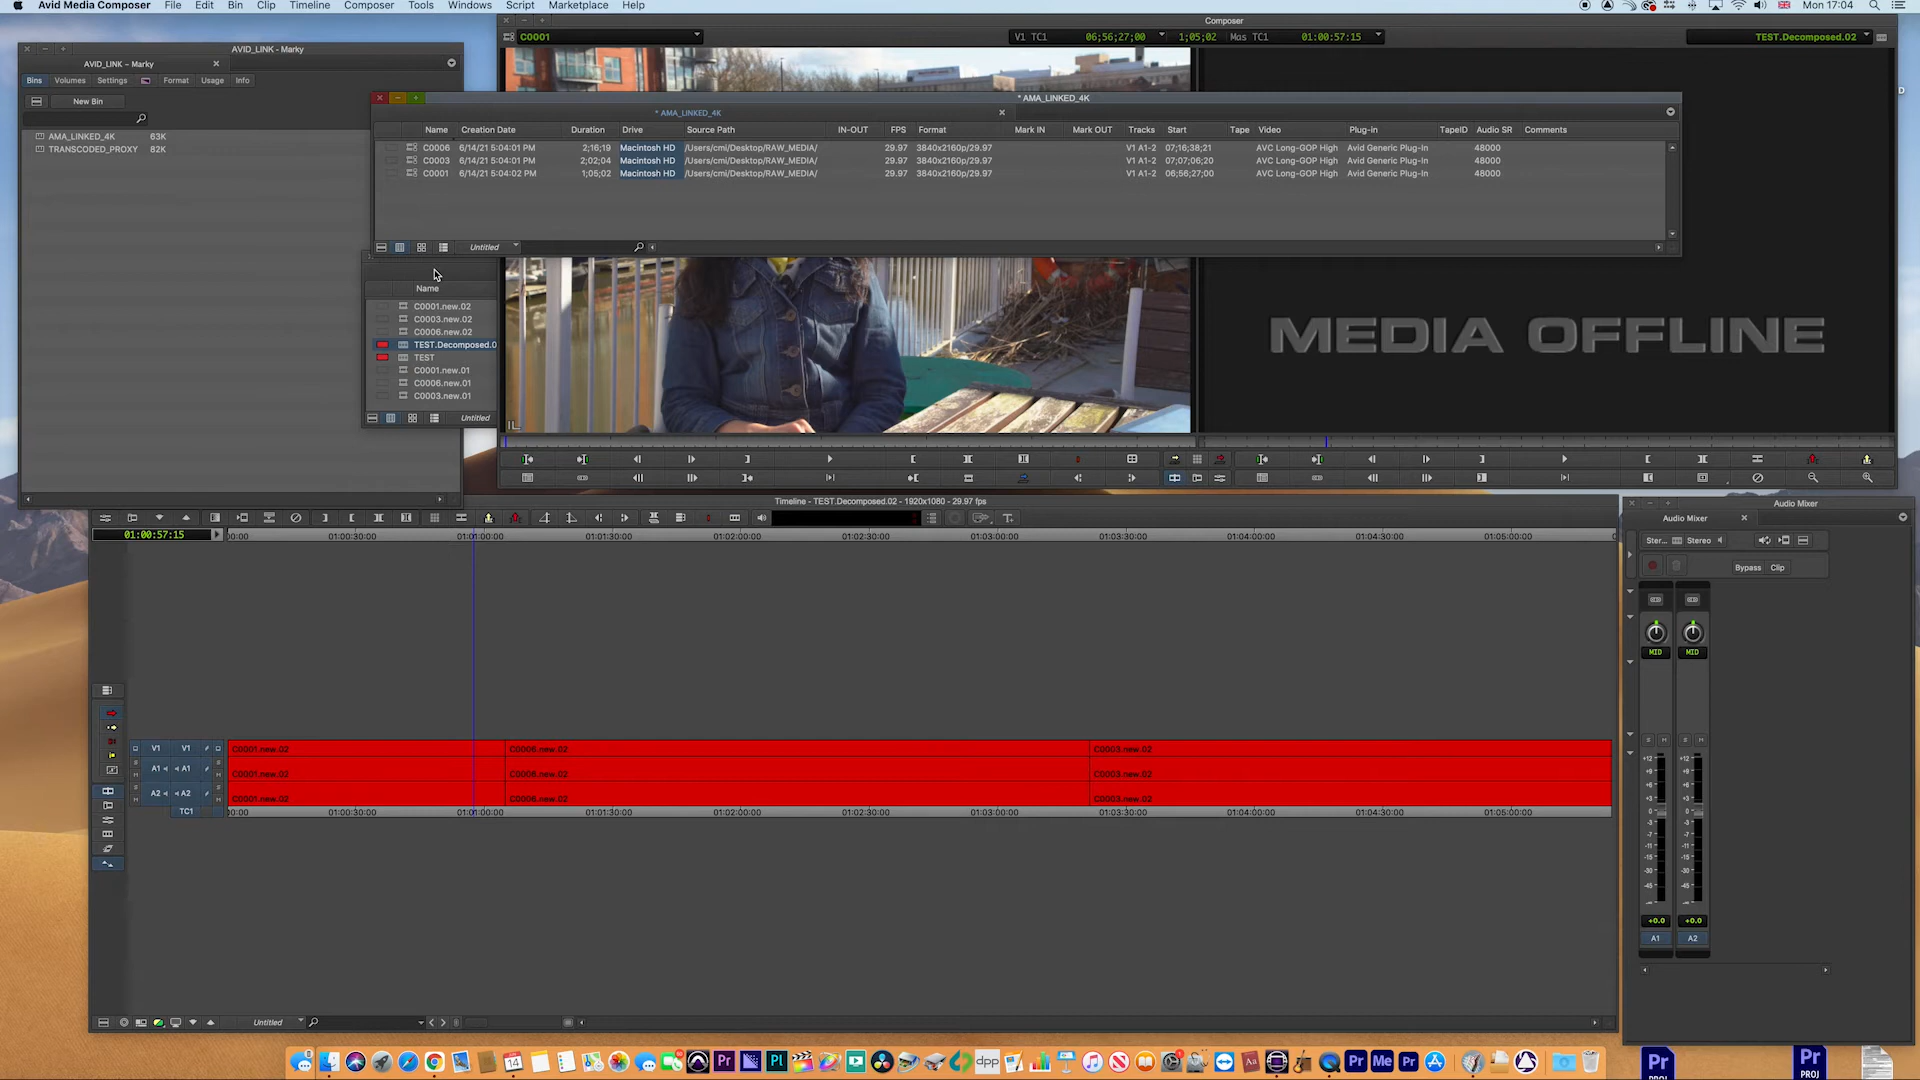 Avid Media Composer File Edit Bin Clip Timeline Composer Tools Windows Script Marketplace Help
Mon 17:04
AVID_LINK - Marky
AVID_LINK – Marky
Bins Volumes Settings Format Usage Info
New Bin
AMA_LINKED_4K 63K
TRANSCODED_PROXY 82K
Composer
C0001
V1 TC1 06;56;27;00 1;05;02 Mas TC1 01:00:57:15
TEST.Decomposed.02
* AMA_LINKED_4K
* AMA_LINKED_4K
Name Creation Date Duration Drive Source Path IN-OUT FPS Format Mark IN Mark OUT Tracks Start Tape Video Plug-in TapeID Audio SR Comments
C0006 6/14/21 5:04:01 PM 2;16;19 Macintosh HD /Users/cmi/Desktop/RAW_MEDIA/ 29.97 3840x2160p/29.97 V1 A1-2 07;16;38;21 AVC Long-GOP High Avid Generic Plug-In 48000
C0003 6/14/21 5:04:01 PM 2;02;04 Macintosh HD /Users/cmi/Desktop/RAW_MEDIA/ 29.97 3840x2160p/29.97 V1 A1-2 07;07;06;20 AVC Long-GOP High Avid Generic Plug-In 48000
C0001 6/14/21 5:04:02 PM 1;05;02 Macintosh HD /Users/cmi/Desktop/RAW_MEDIA/ 29.97 3840x2160p/29.97 V1 A1-2 06;56;27;00 AVC Long-GOP High Avid Generic Plug-In 48000
Untitled
Name
C0001.new.02
C0003.new.02
C0006.new.02
TEST.Decomposed.0
TEST
C0001.new.01
C0006.new.01
C0003.new.01
Untitled
MEDIA OFFLINE
Timeline - TEST.Decomposed.02 - 1920x1080 - 29.97 fps
01:00:57:15
00:00 01:00:30:00 01:01:00:00 01:01:30:00 01:02:00:00 01:02:30:00 01:03:00:00 01:03:30:00 01:04:00:00 01:04:30:00 01:05:00:00
V1 V1 C0001.new.02 C0006.new.02 C0003.new.02
A1 A1 C0001.new.02 C0006.new.02 C0003.new.02
A2 A2 C0001.new.02 C0006.new.02 C0003.new.02
TC1 00:00 01:00:30:00 01:01:00:00 01:01:30:00 01:02:00:00 01:02:30:00 01:03:00:00 01:03:30:00 01:04:00:00 01:04:30:00 01:05:00:00
Untitled
Audio Mixer
Audio Mixer
Ster... Stereo
Bypass Clip
MID MID
S M S M
+12 +12
+9 +9
+6 +6
+3 +3
0 0
-3 -3
-7 -7
-11 -11
-15 -15
-30 -30
-45 -45
+0.0 +0.0
A1 A2
14
dpp
Pr Pl Pr Me Pr
Pr Pr
PROJ PROJ